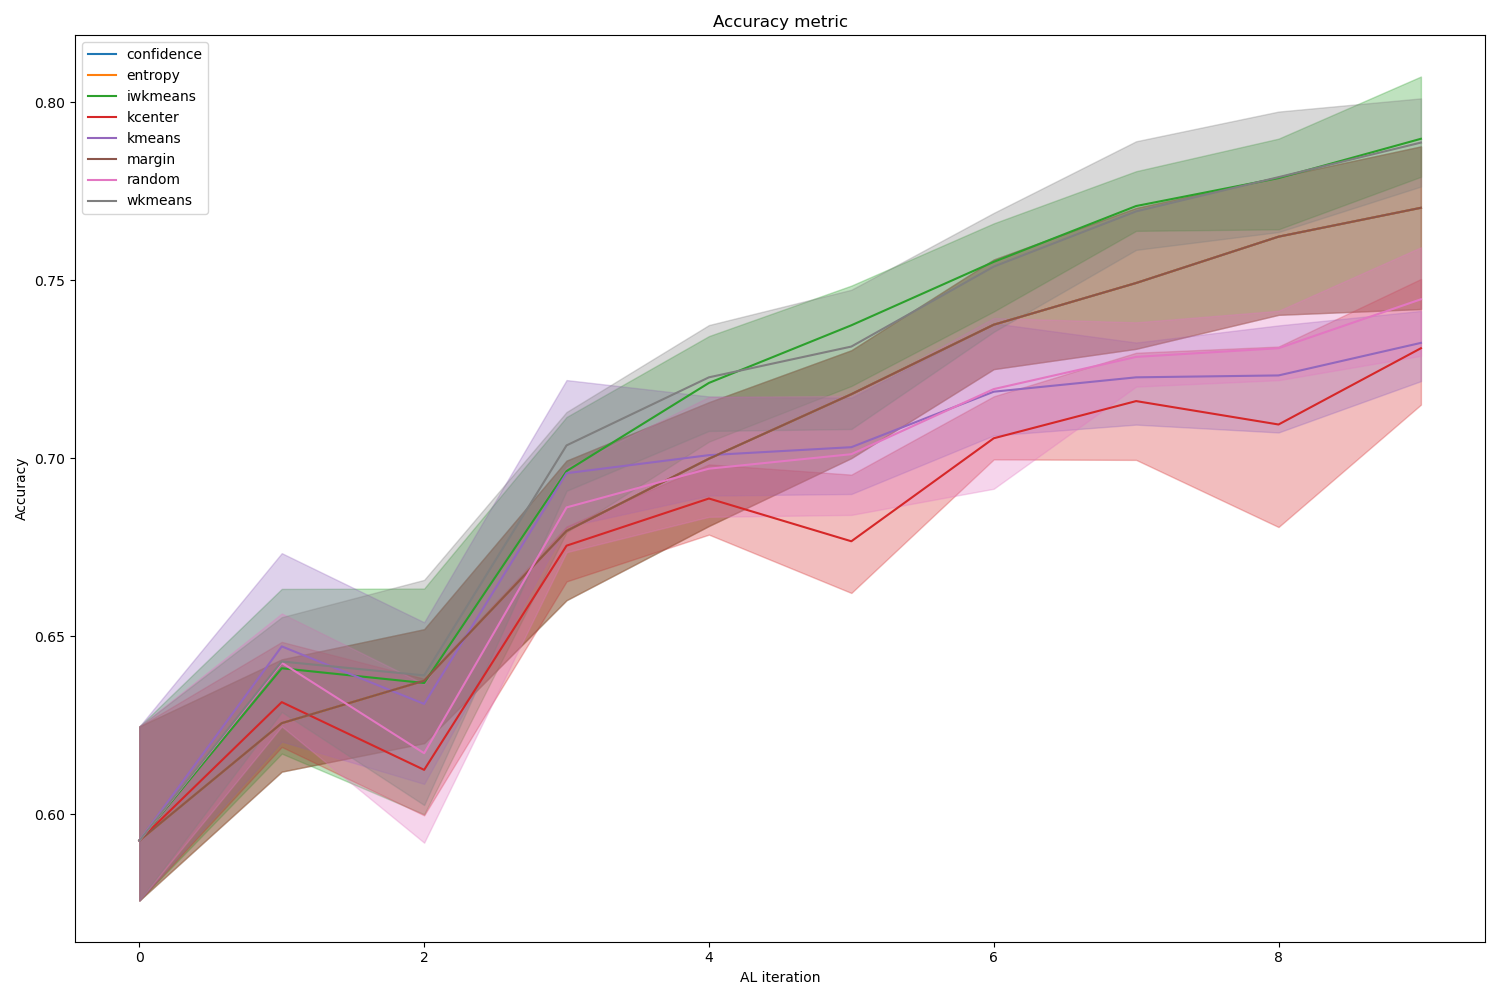 Accuracy metric
confidence
entropy
iwkmeans
kcenter
kmeans
margin
random
wkmeans
0.80
0.75
0.70
0.65
0.60
Accuracy
0 2 4 6 8
AL iteration